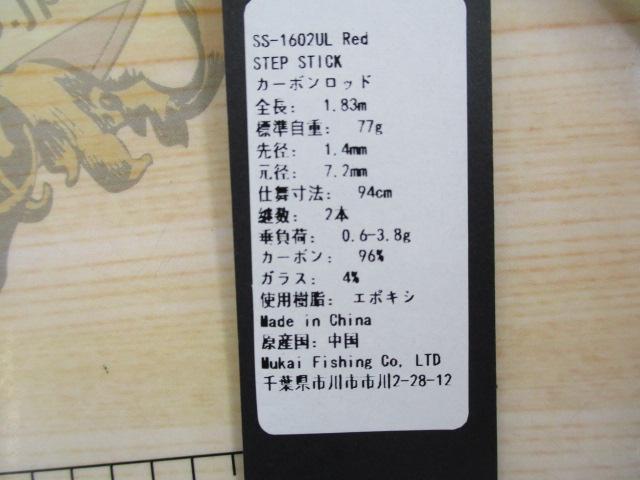 SS-1602UL Red
STEP STICK
カーボンロッド
全長: 1.83m
標準自重: 77g
先径: 1.4mm
元径: 7.2mm
仕舞寸法: 94cm
継数: 2本
垂負荷: 0.6-3.8g
カーボン: 96%
ガラス: 4%
使用樹脂: エポキシ
Made in China
原産国: 中国
Mukai Fishing Co, LTD
千葉県市川市市川2-28-12